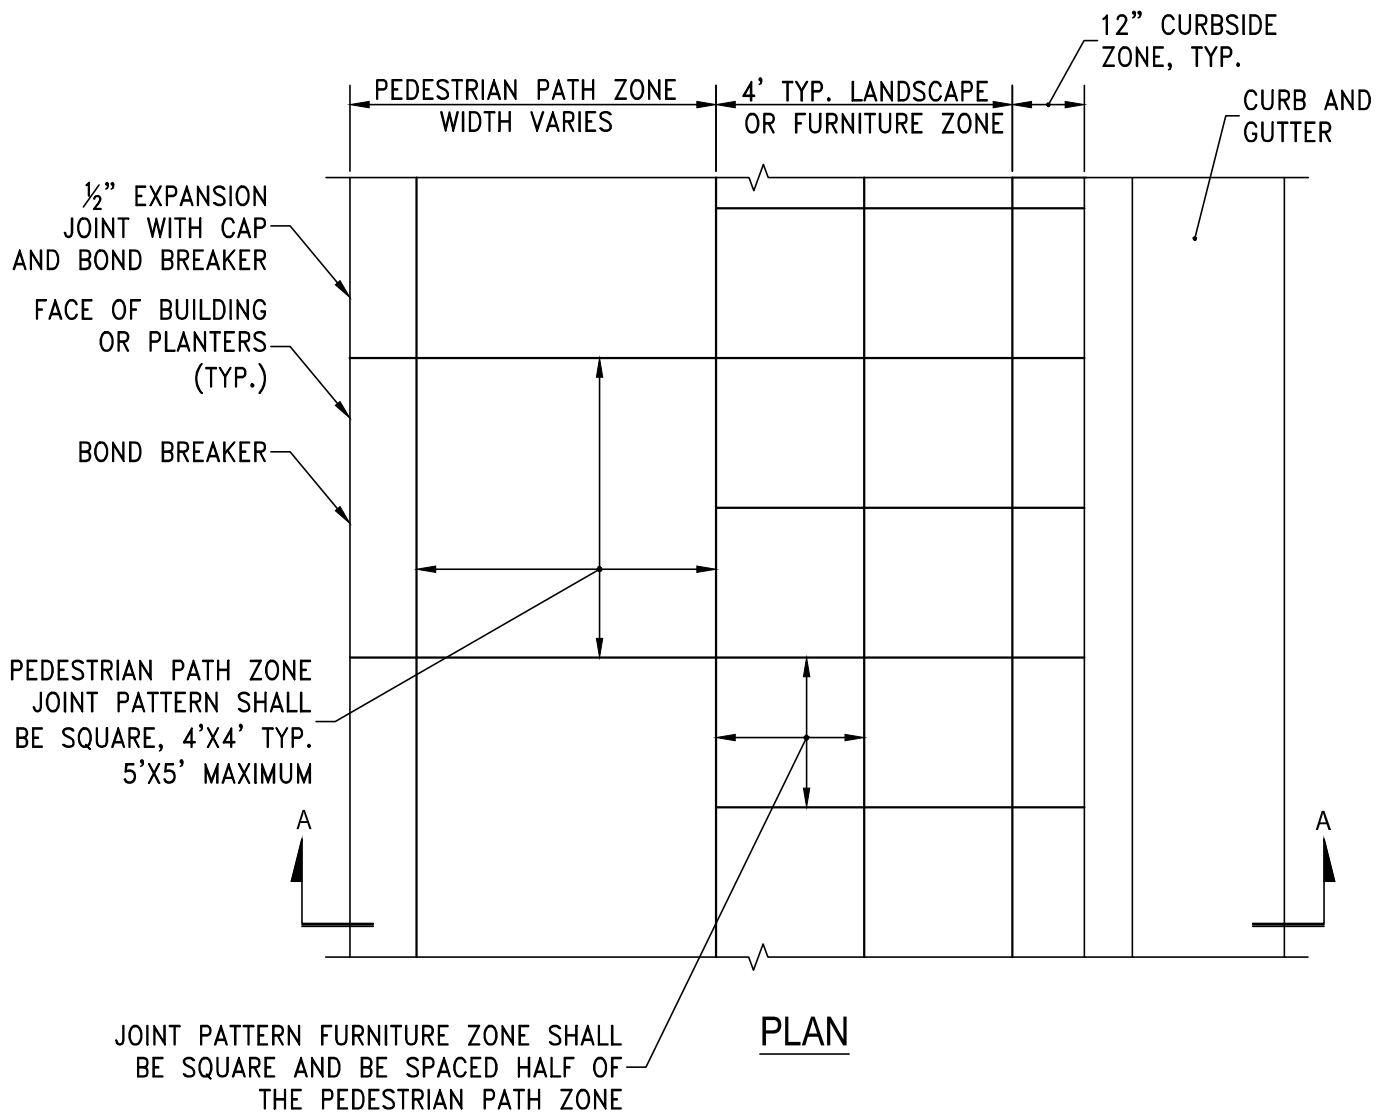 12" CURBSIDE
ZONE, TYP.
PEDESTRIAN PATH ZONE
WIDTH VARIES
4' TYP. LANDSCAPE
OR FURNITURE ZONE
CURB AND
GUTTER
½" EXPANSION
JOINT WITH CAP
AND BOND BREAKER
FACE OF BUILDING
OR PLANTERS
(TYP.)
BOND BREAKER
PEDESTRIAN PATH ZONE
JOINT PATTERN SHALL
BE SQUARE, 4'X4' TYP.
5'X5' MAXIMUM
A
A
JOINT PATTERN FURNITURE ZONE SHALL
BE SQUARE AND BE SPACED HALF OF
THE PEDESTRIAN PATH ZONE
PLAN